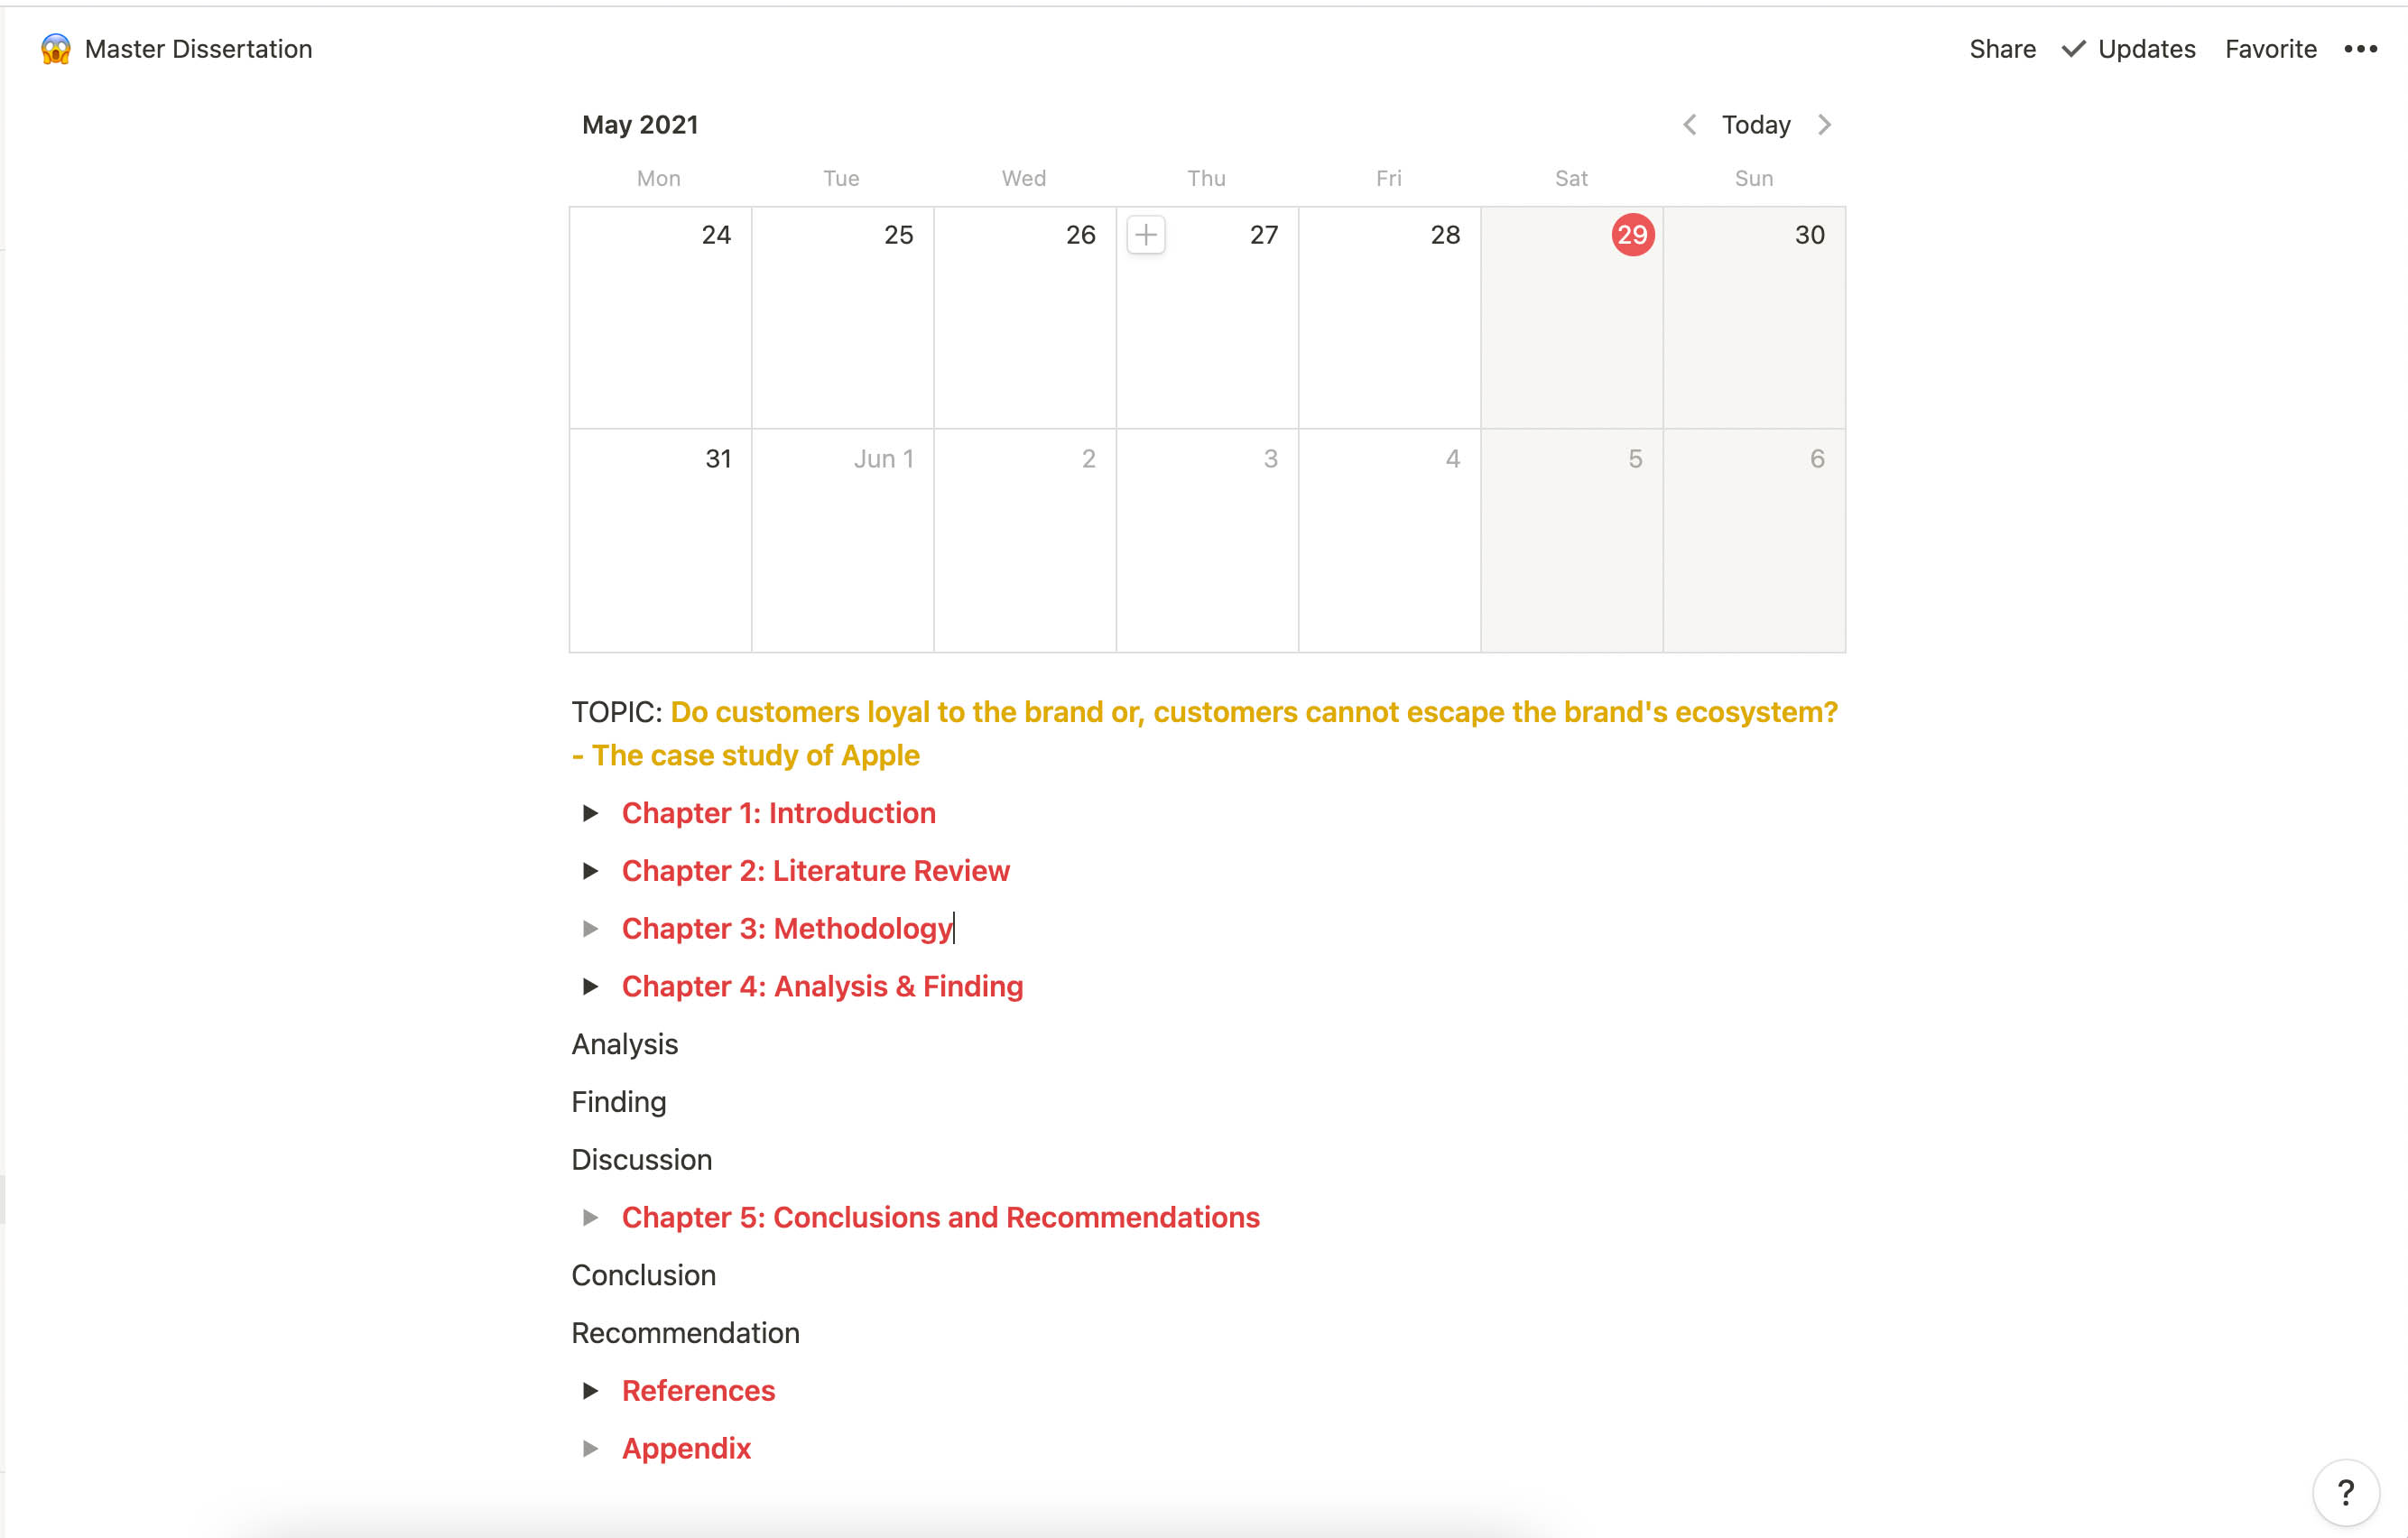 😱 Master Dissertation
Share ✓ Updates Favorite •••
May 2021
Today
Mon Tue Wed Thu Fri Sat Sun
24 25 26 27 28 29 30
31 Jun 1 2 3 4 5 6
TOPIC: Do customers loyal to the brand or, customers cannot escape the brand's ecosystem?
- The case study of Apple
Chapter 1: Introduction
Chapter 2: Literature Review
Chapter 3: Methodology
Chapter 4: Analysis & Finding
Analysis
Finding
Discussion
Chapter 5: Conclusions and Recommendations
Conclusion
Recommendation
References
Appendix
?